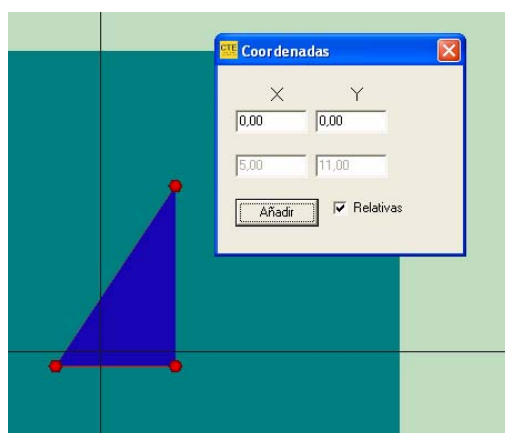 CTE Coordenadas
X Y
0,00 0,00
5,00 11,00
Añadir Relativas